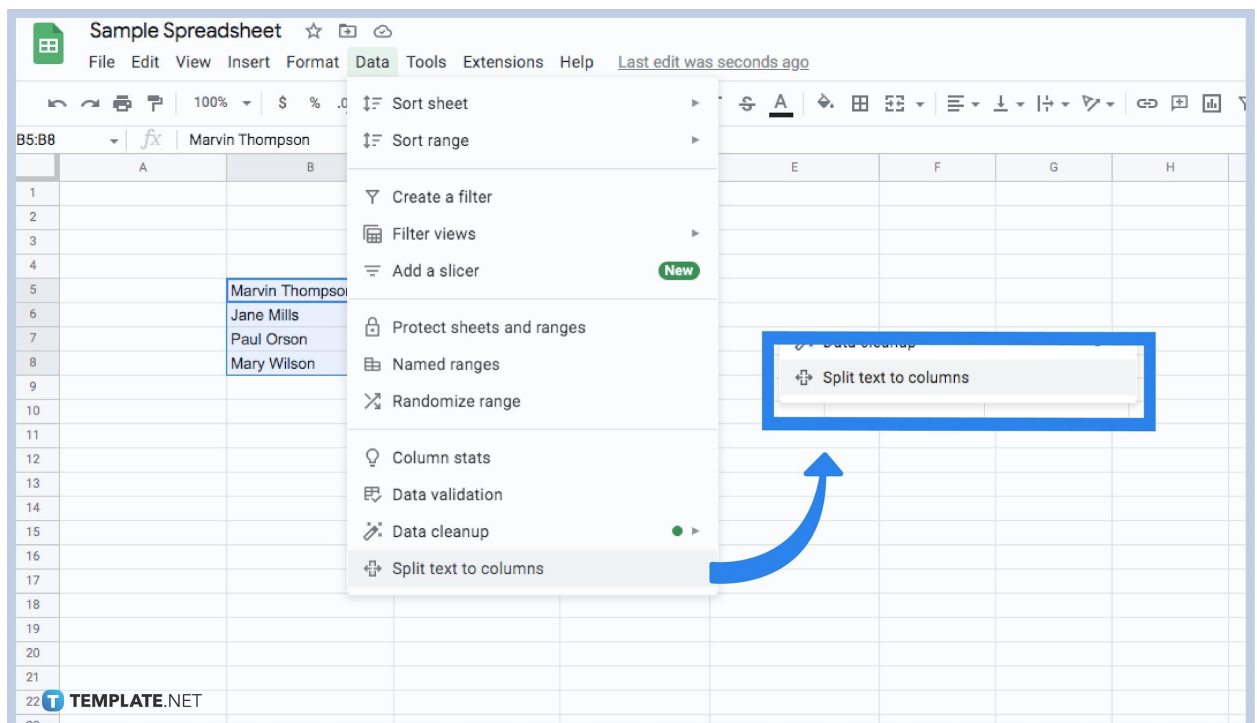 Sample Spreadsheet
File Edit View Insert Format Data Tools Extensions Help Last edit was seconds ago
100% $ % .0 A
B5:B8 fx Marvin Thompson
A B E F G H
Sort sheet
Sort range
1
Create a filter
2
3
Filter views
4
Add a slicer New
5 Marvin Thompson
6 Jane Mills
Protect sheets and ranges
7 Paul Orson
Data cleanup
8 Mary Wilson
Named ranges
Split text to columns
9
Randomize range
10
11
12
Column stats
13
Data validation
14
15
Data cleanup
16
Split text to columns
17
18
19
20
21
22 T TEMPLATE.NET